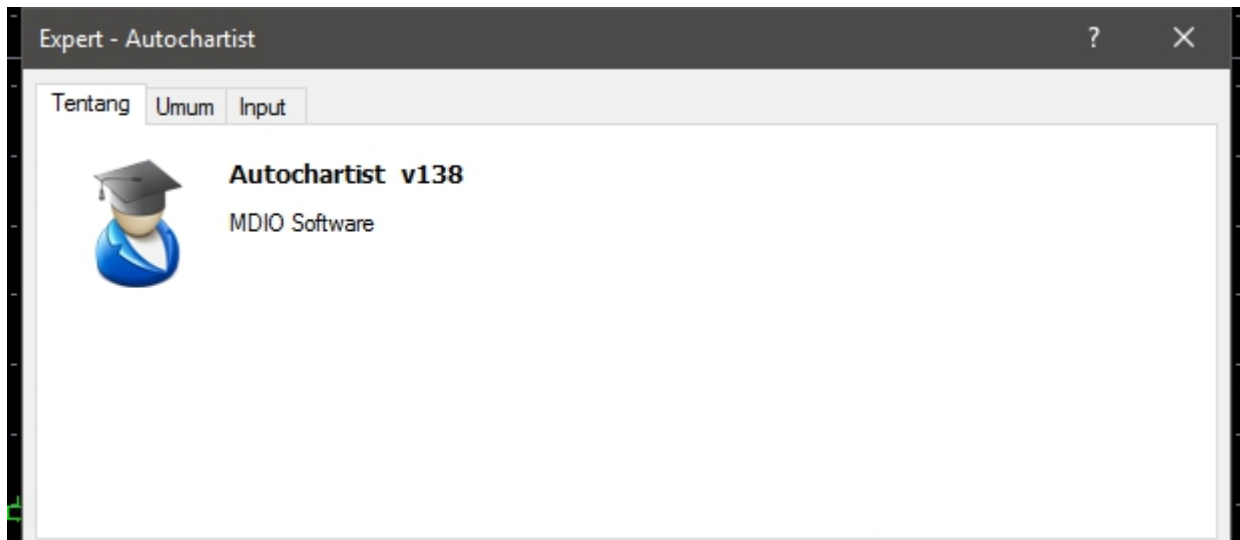 Expert - Autochartist ?
Tentang Umum Input
Autochartist v138
MDIO Software